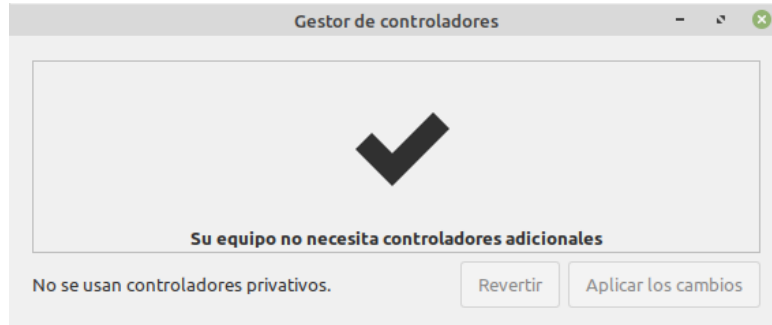 Gestor de controladores
Su equipo no necesita controladores adicionales
No se usan controladores privativos.
Revertir
Aplicar los cambios